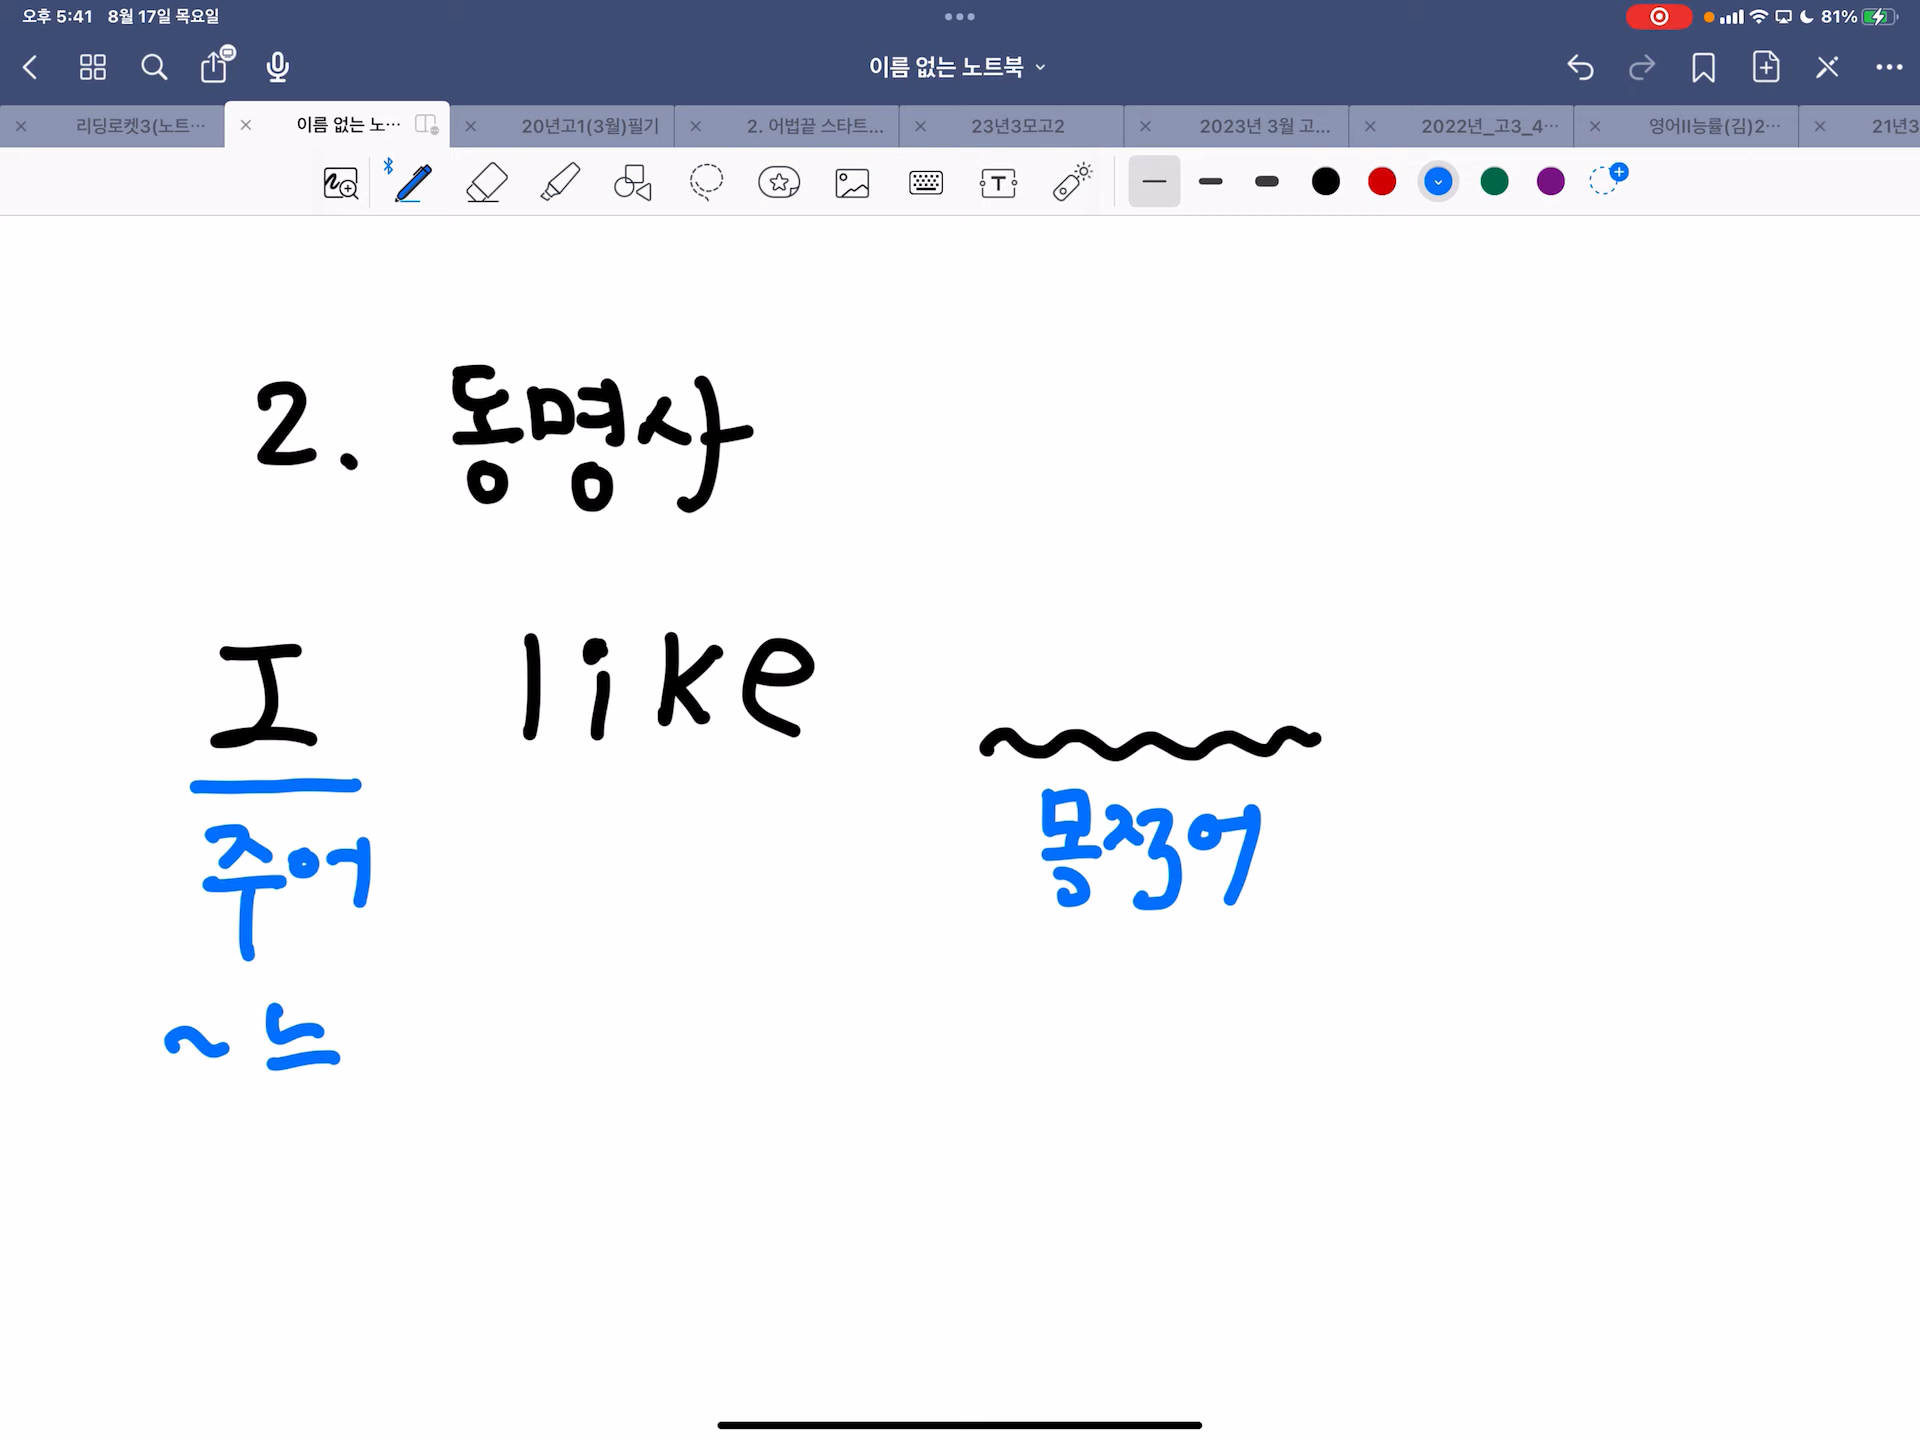 오후 5:41 8월 17일 목요일 81%
이름 없는 노트북
리딩로켓3(노트… 이름 없는 노… 20년고1(3월)필기 2. 어법끝 스타트... 23년3모고2 2023년 3월 고... 2022년_고3_4… 영어II능률(김)2… 21년3
T
2. 동명사
I like
주어 목적어
~ 느